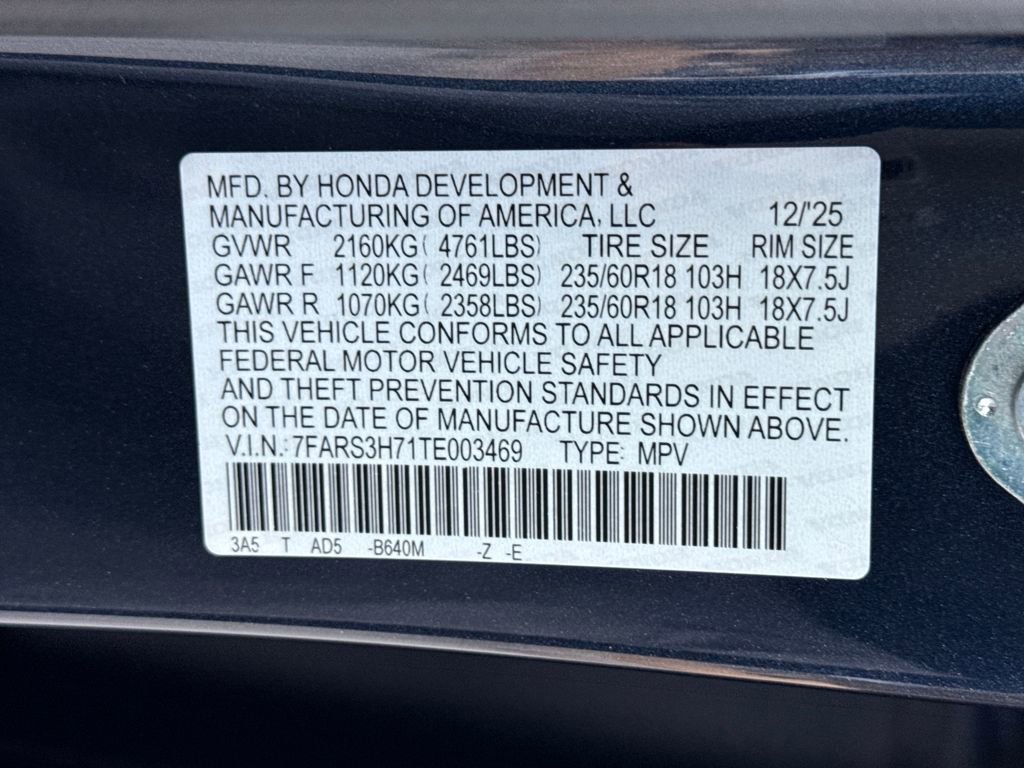 MFD. BY HONDA DEVELOPMENT &
MANUFACTURING OF AMERICA, LLC 12/'25
GVWR 2160KG( 4761LBS) TIRE SIZE RIM SIZE
GAWR F 1120KG( 2469LBS) 235/60R18 103H 18X7.5J
GAWR R 1070KG( 2358LBS) 235/60R18 103H 18X7.5J
THIS VEHICLE CONFORMS TO ALL APPLICABLE
FEDERAL MOTOR VEHICLE SAFETY
AND THEFT PREVENTION STANDARDS IN EFFECT
ON THE DATE OF MANUFACTURE SHOWN ABOVE.
V.I.N.: 7FARS3H71TE003469 TYPE: MPV
3A5 T AD5 -B640M -Z -E